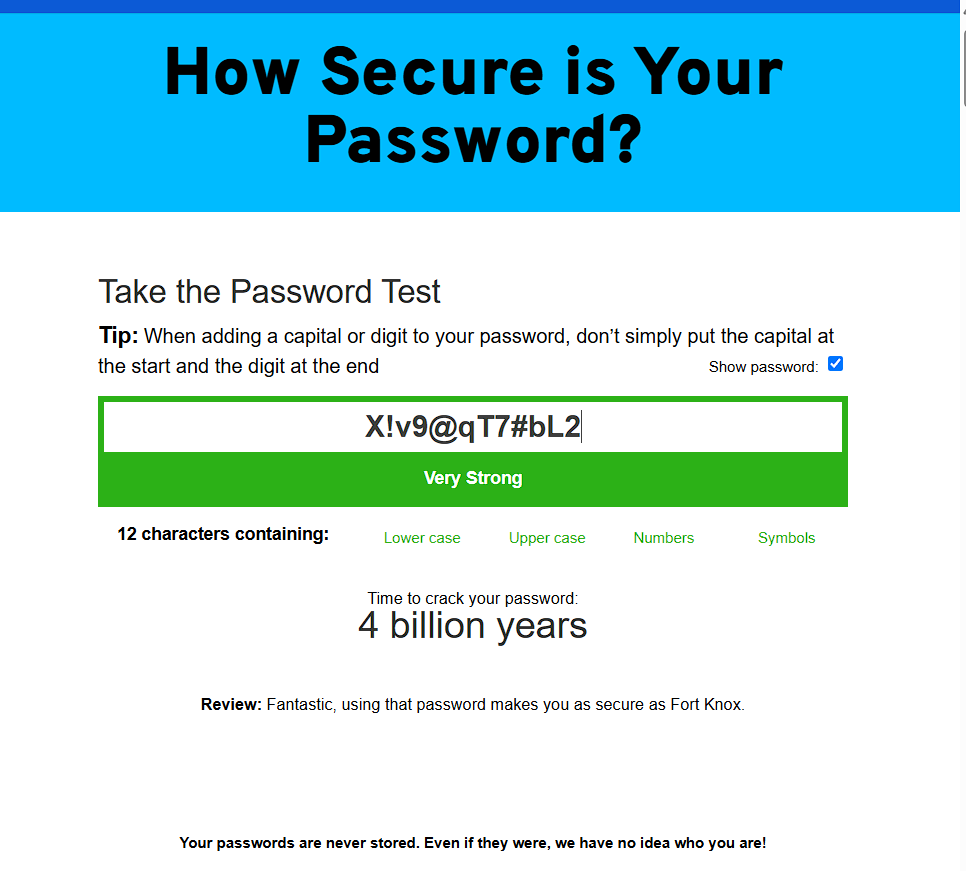 How Secure is Your
Password?
Take the Password Test
Tip: When adding a capital or digit to your password, don’t simply put the capital at
the start and the digit at the end
Show password:
X!v9@qT7#bL2
Very Strong
12 characters containing:
Lower case
Upper case
Numbers
Symbols
Time to crack your password:
4 billion years
Review: Fantastic, using that password makes you as secure as Fort Knox.
Your passwords are never stored. Even if they were, we have no idea who you are!